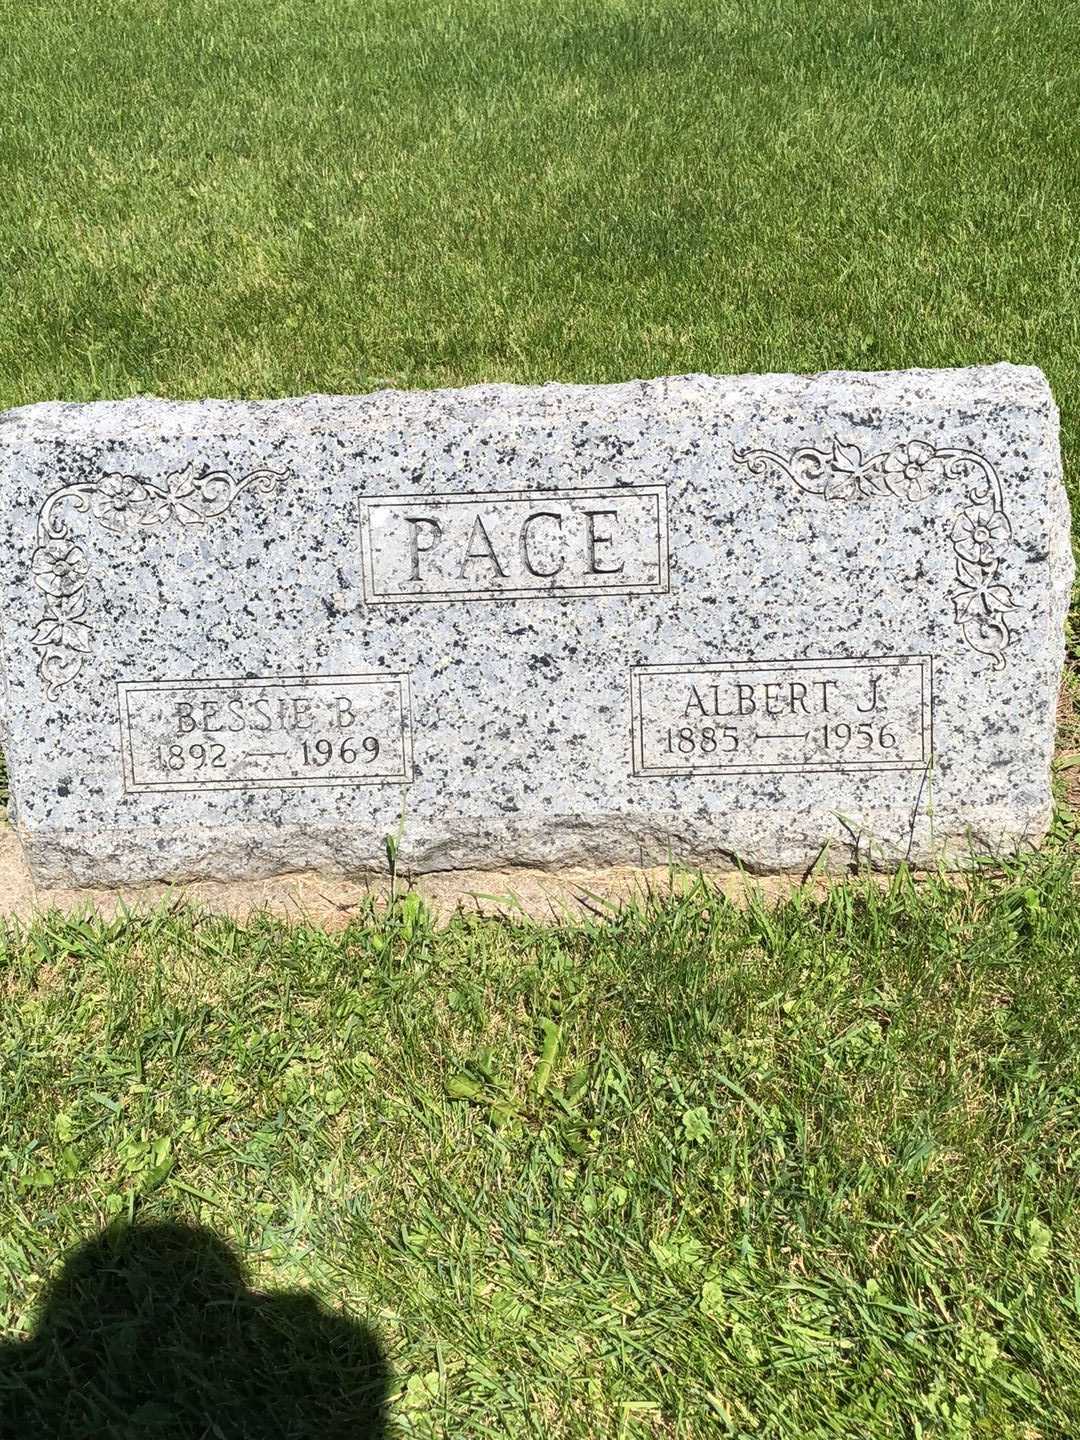 PACE
BESSIE B.
1892 — 1969
ALBERT J.
1885 — 1956